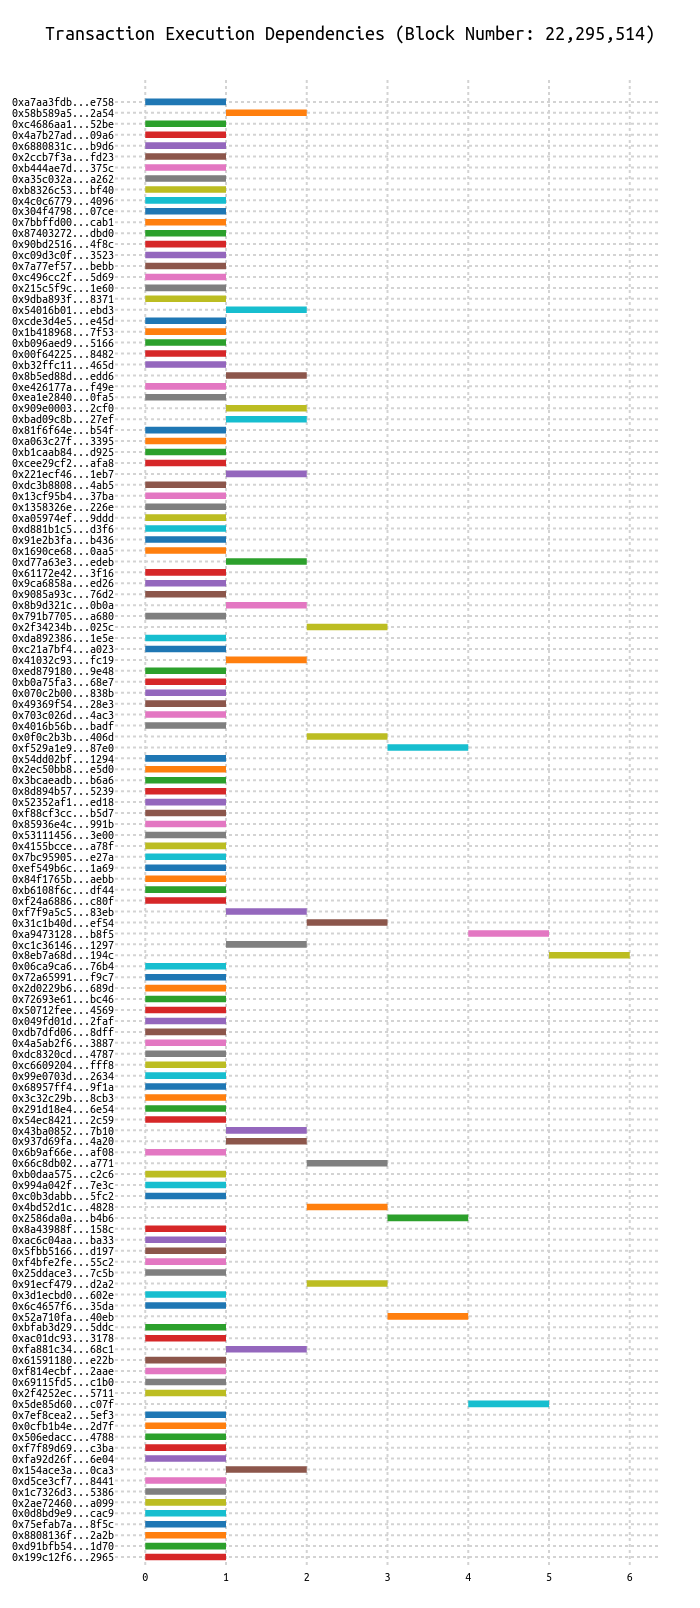 Transaction Execution Dependencies (Block Number: 22,295,514)
0xa7aa3fdb...e758
0x58b589a5...2a54
0xc4686aa1...52be
0x4a7b27ad...09a6
0x6880831c...b9d6
0x2ccb7f3a...fd23
0xb444ae7d...375c
0xa35c032a...a262
0xb8326c53...bf40
0x4c0c6779...4096
0x304f4798...07ce
0x7bbffd00...cab1
0x87403272...dbd0
0x90bd2516...4f8c
0xc09d3c0f...3523
0x7a77ef57...bebb
0xc496cc2f...5d69
0x215c5f9c...1e60
0x9dba893f...8371
0x54016b01...ebd3
0xcde3d4e5...e45d
0x1b418968...7f53
0xb096aed9...5166
0x00f64225...8482
0xb32ffc11...465d
0x8b5ed88d...edd6
0xe426177a...f49e
0xea1e2840...0fa5
0x909e0003...2cf0
0xbad09c8b...27ef
0x81f6f64e...b54f
0xa063c27f...3395
0xb1caab84...d925
0xcee29cf2...afa8
0x221ecf46...1eb7
0xdc3b8808...4ab5
0x13cf95b4...37ba
0x1358326e...226e
0xa05974ef...9ddd
0xd881b1c5...d3f6
0x91e2b3fa...b436
0x1690ce68...0aa5
0xd77a63e3...edeb
0x61172e42...3f16
0x9ca6858a...ed26
0x9085a93c...76d2
0x8b9d321c...0b0a
0x791b7705...a680
0x2f34234b...025c
0xda892386...1e5e
0xc21a7bf4...a023
0x41032c93...fc19
0xed879180...9e48
0xb0a75fa3...68e7
0x070c2b00...838b
0x49369f54...28e3
0x703c026d...4ac3
0x4016b56b...badf
0x0f0c2b3b...406d
0xf529a1e9...87e0
0x54dd02bf...1294
0x2ec50bb8...e5d0
0x3bcaeadb...b6a6
0x8d894b57...5239
0x52352af1...ed18
0xf88cf3cc...b5d7
0x85936e4c...991b
0x53111456...3e00
0x4155bcce...a78f
0x7bc95905...e27a
0xef549b6c...1a69
0x84f1765b...aebb
0xb6108f6c...df44
0xf24a6886...c80f
0xf7f9a5c5...83eb
0x31c1b40d...ef54
0xa9473128...b8f5
0xc1c36146...1297
0x8eb7a68d...194c
0x06ca9ca6...76b4
0x72a65991...f9c7
0x2d0229b6...689d
0x72693e61...bc46
0x50712fee...4569
0x049fd01d...2faf
0xdb7dfd06...8dff
0x4a5ab2f6...3887
0xdc8320cd...4787
0xc6609204...fff8
0x99e0703d...2634
0x68957ff4...9f1a
0x3c32c29b...8cb3
0x291d18e4...6e54
0x54ec8421...2c59
0x43ba0852...7b10
0x937d69fa...4a20
0x6b9af66e...af08
0x66c8db02...a771
0xb0daa575...c2c6
0x994a042f...7e3c
0xc0b3dabb...5fc2
0x4bd52d1c...4828
0x2586da0a...b4b6
0x8a43988f...158c
0xac6c04aa...ba33
0x5fbb5166...d197
0xf4bfe2fe...55c2
0x25ddace3...7c5b
0x91ecf479...d2a2
0x3d1ecbd0...602e
0x6c4657f6...35da
0x52a710fa...40eb
0xbfab3d29...5ddc
0xac01dc93...3178
0xfa881c34...68c1
0x61591180...e22b
0xf814ecbf...2aae
0x69115fd5...c1b0
0x2f4252ec...5711
0x5de85d60...c07f
0x7ef8cea2...5ef3
0x0cfb1b4e...2d7f
0x506edacc...4788
0xf7f89d69...c3ba
0xfa92d26f...6e04
0x154ace3a...0ca3
0xd5ce3cf7...8441
0x1c7326d3...5386
0x2ae72460...a099
0x0d8bd9e9...cac9
0x75efab7a...8f5c
0x8808136f...2a2b
0xd91bfb54...1d70
0x199c12f6...2965
0 1 2 3 4 5 6